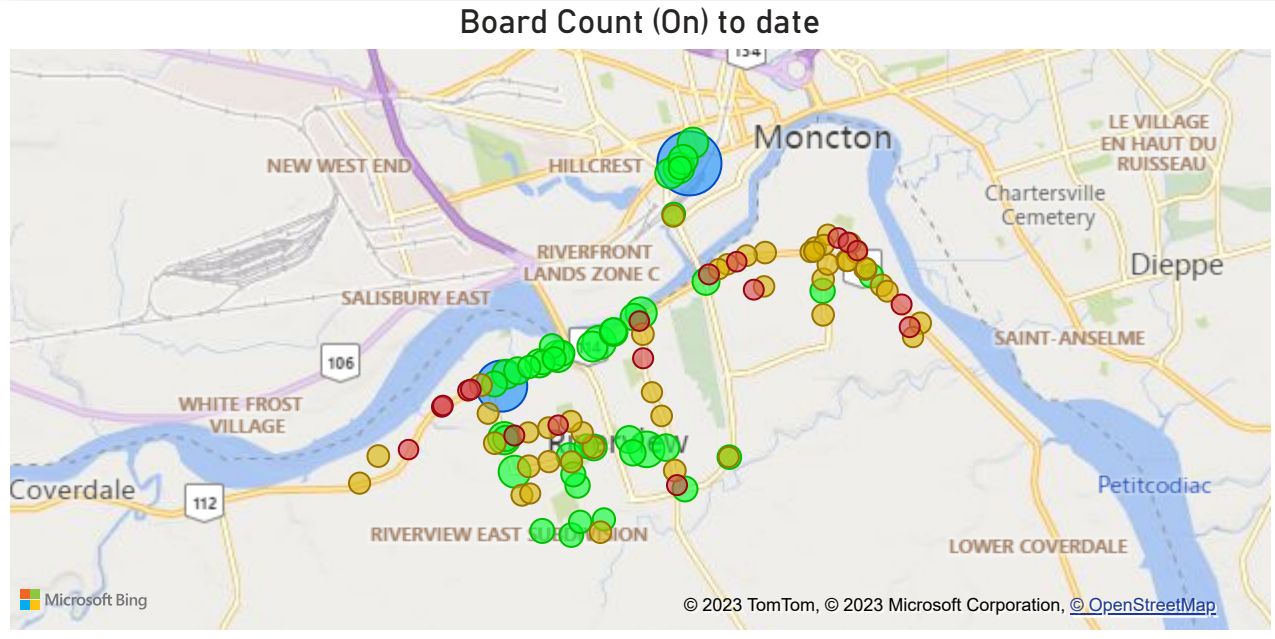 Board Count (On) to date
134
Moncton
LE VILLAGE
EN HAUT DU
RUISSEAU
NEW WEST END
HILLCREST
Chartersville
Cemetery
RIVERFRONT
LANDS ZONE C
Dieppe
SALISBURY EAST
SAINT-ANSELME
106
WHITE FROST
VILLAGE
Riverview
Coverdale
112
Petitcodiac
RIVERVIEW EAST SUBDIVISION
LOWER COVERDALE
Microsoft Bing
© 2023 TomTom, © 2023 Microsoft Corporation, © OpenStreetMap